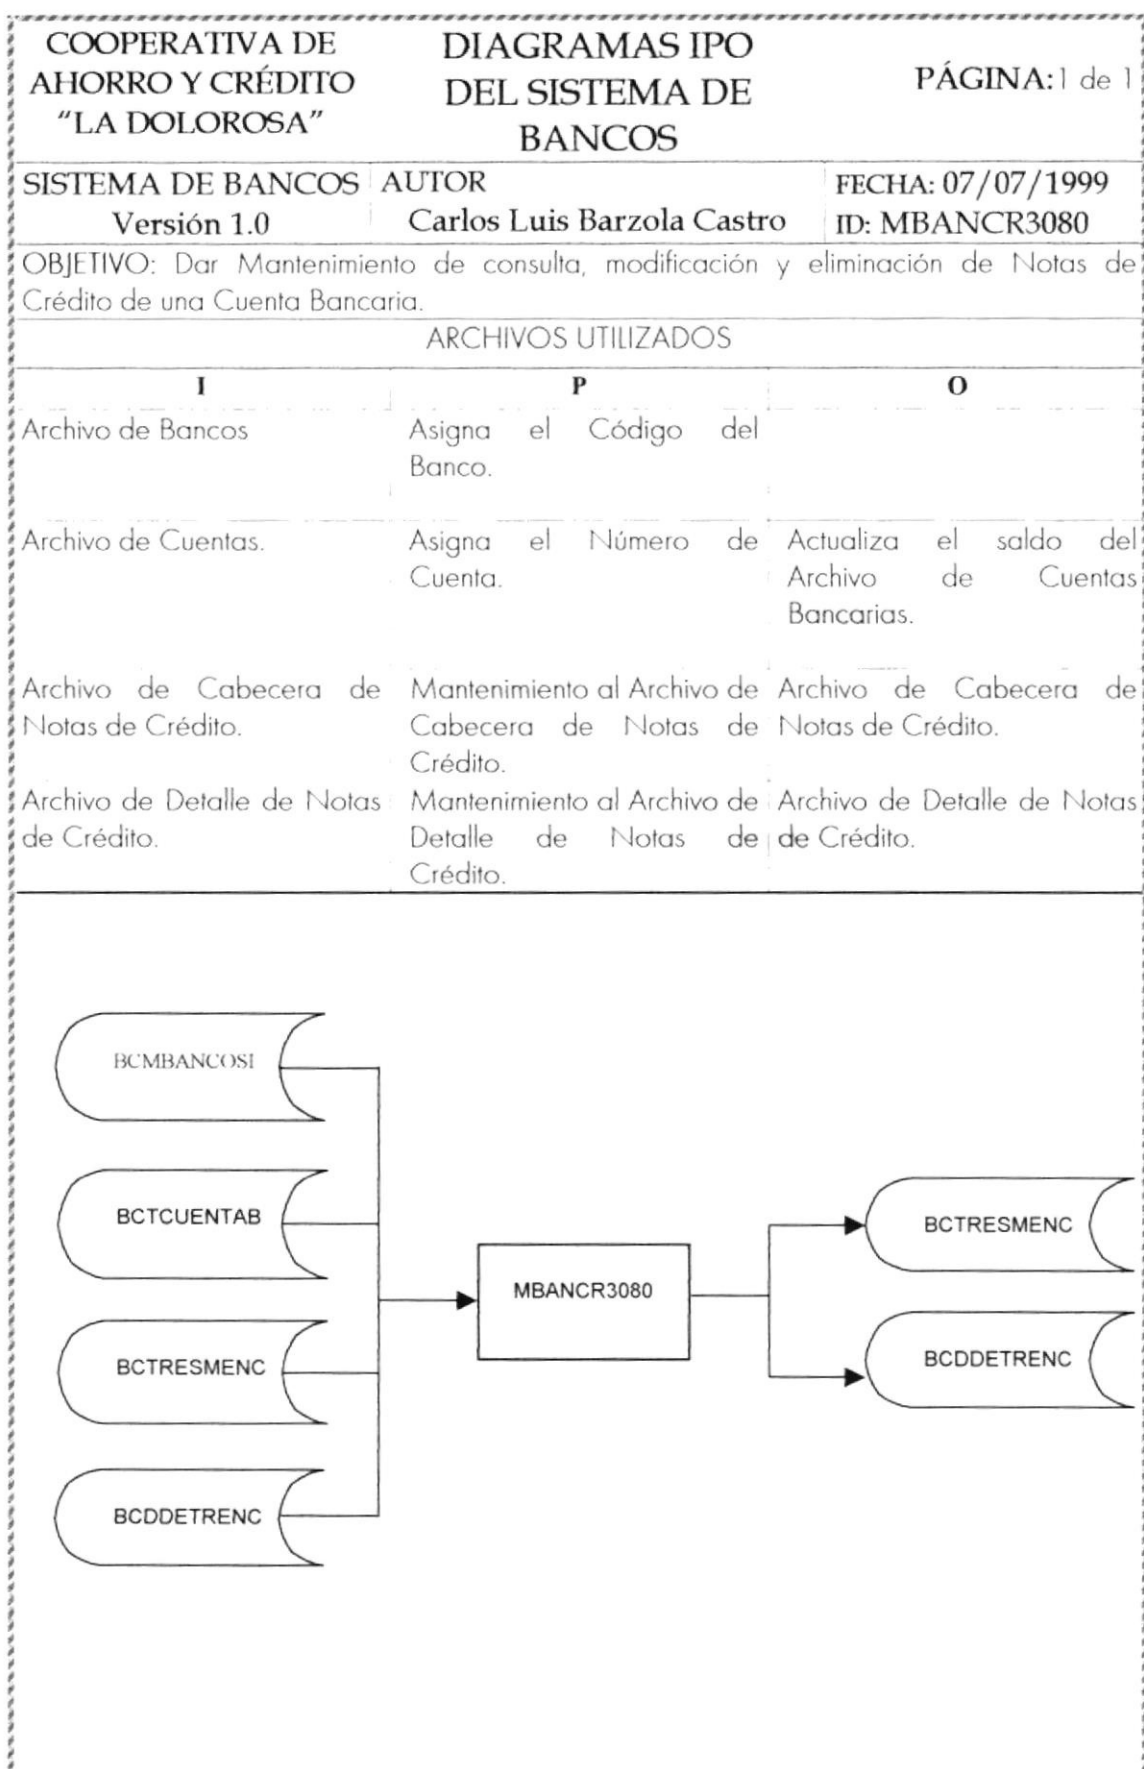 COOPERATIVA DE
AHORRO Y CRÉDITO
"LA DOLOROSA"
DIAGRAMAS IPO
DEL SISTEMA DE
BANCOS
PÁGINA:1 de 1
SISTEMA DE BANCOS
Versión 1.0
AUTOR
Carlos Luis Barzola Castro
FECHA: 07/07/1999
ID: MBANCR3080
OBJETIVO: Dar Mantenimiento de consulta, modificación y eliminación de Notas de
Crédito de una Cuenta Bancaria.
ARCHIVOS UTILIZADOS
I
P
O
Archivo de Bancos
Asigna el Código del
Banco.
Archivo de Cuentas.
Asigna el Número de
Cuenta.
Actualiza el saldo del
Archivo de Cuentas
Bancarias.
Archivo de Cabecera de
Notas de Crédito.
Mantenimiento al Archivo de
Cabecera de Notas de
Crédito.
Archivo de Cabecera de
Notas de Crédito.
Archivo de Detalle de Notas
de Crédito.
Mantenimiento al Archivo de
Detalle de Notas de
Crédito.
Archivo de Detalle de Notas
de Crédito.
BCMBANCOSI
BCTCUENTAB
BCTRESMENC
BCDDETRENC
MBANCR3080
BCTRESMENC
BCDDETRENC